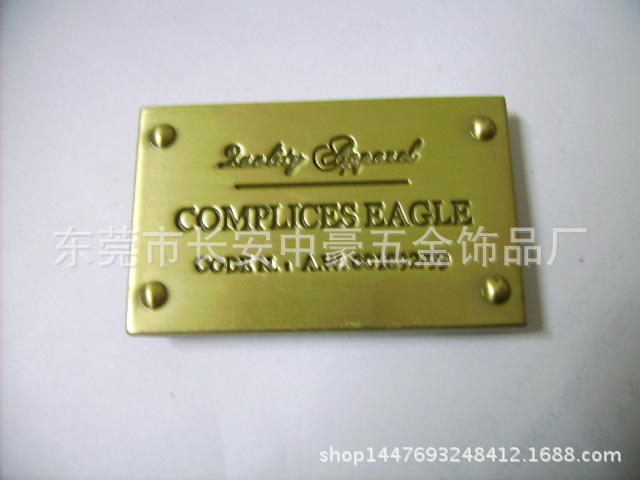 Quality Apparel
COMPLICES EAGLE
东莞市长安中豪五金饰品厂
CODE N. :
shop1447693248412.1688.com